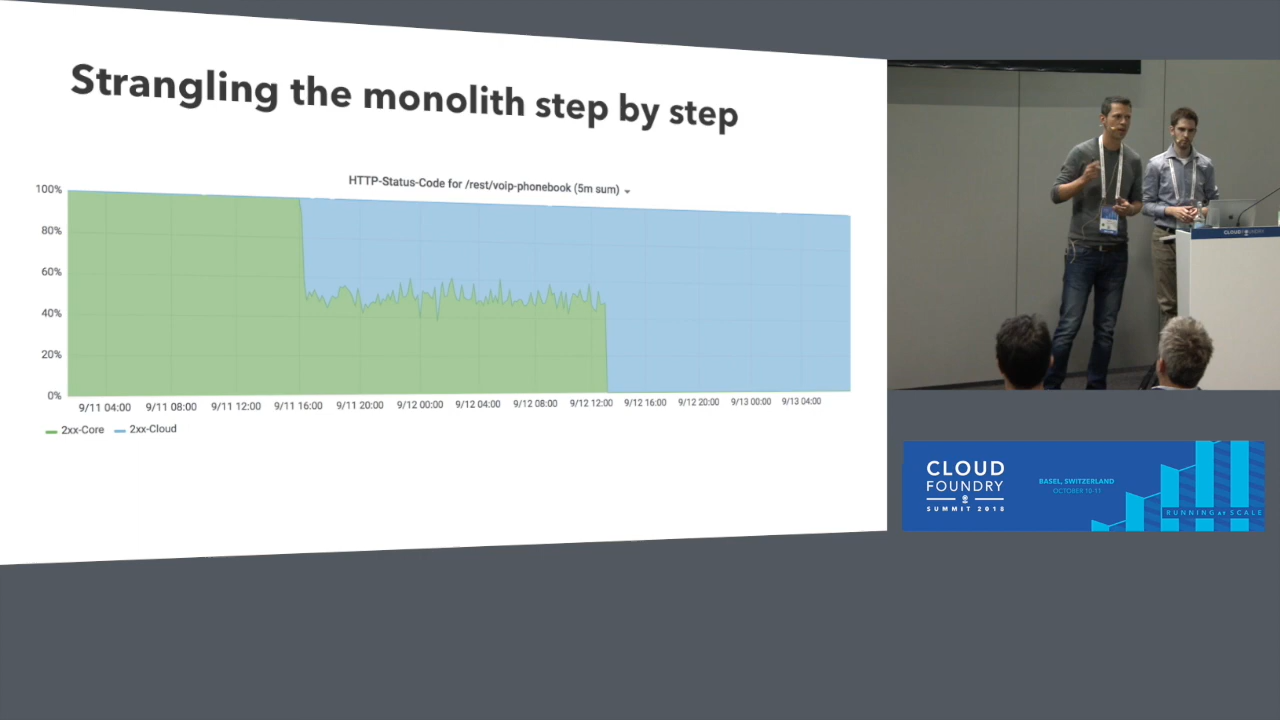 Strangling the monolith step by step
HTTP-Status-Code for /rest/voip-phonebook (5m sum)
100%
80%
60%
40%
20%
0%
9/11 04:00 9/11 08:00 9/11 12:00 9/11 16:00 9/11 20:00 9/12 00:00 9/12 04:00 9/12 08:00 9/12 12:00 9/12 16:00 9/12 20:00 9/13 00:00 9/13 04:00
2xx-Core 2xx-Cloud
CLOUD FOUNDRY
CLOUD
FOUNDRY
SUMMIT 2018
BASEL, SWITZERLAND
OCTOBER 10-11
RUNNING AT SCALE